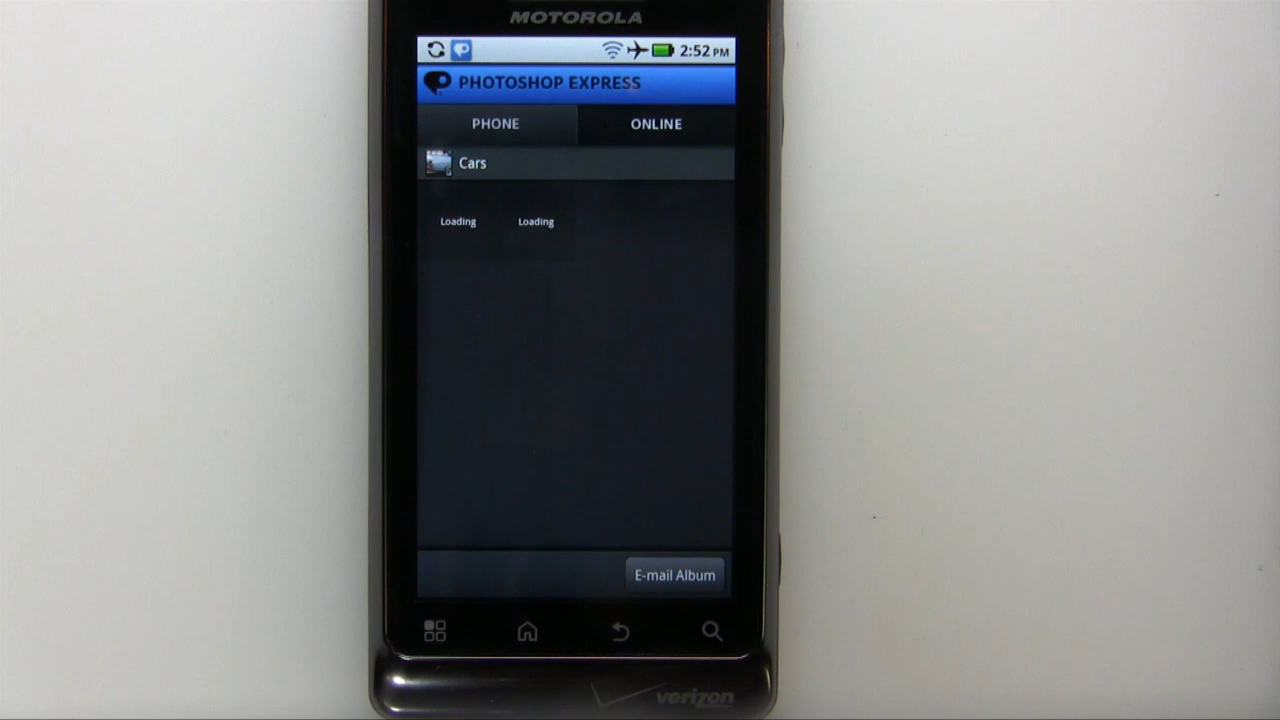 MOTOROLA
2:52 PM
PHOTOSHOP EXPRESS
PHONE ONLINE
Cars
Loading Loading
E-mail Album
verizon